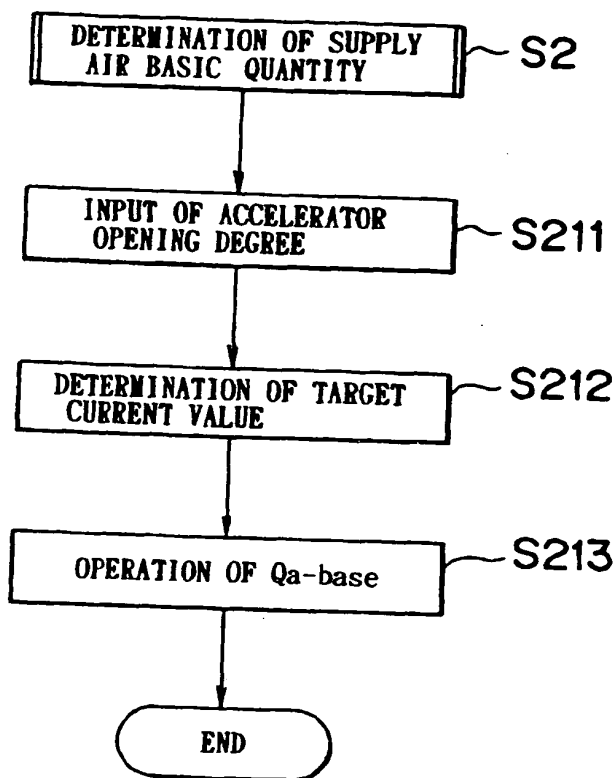 DETERMINATION OF SUPPLY
AIR BASIC QUANTITY
S2
INPUT OF ACCELERATOR
OPENING DEGREE
S211
DETERMINATION OF TARGET
CURRENT VALUE
S212
OPERATION OF Qa-base
S213
END